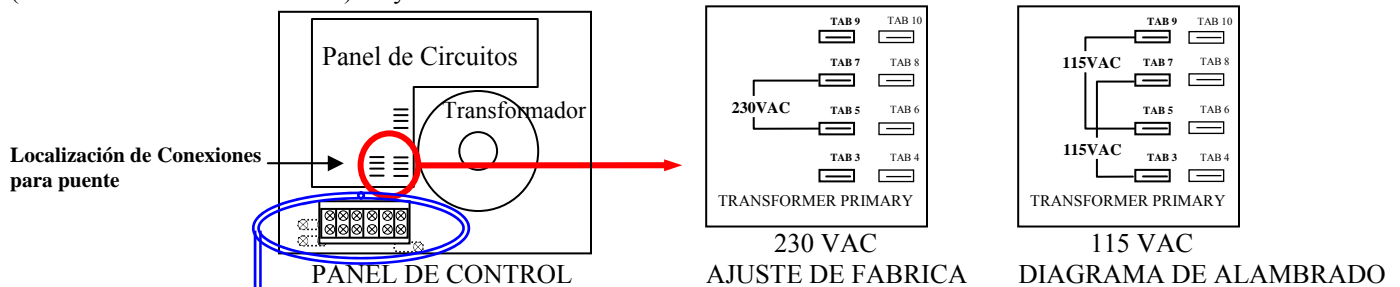 Panel de Circuitos
Transformador
Localización de Conexiones
para puente
PANEL DE CONTROL
TAB 9 TAB 10
TAB 7 TAB 8
230VAC
TAB 5 TAB 6
TAB 3 TAB 4
TRANSFORMER PRIMARY
230 VAC
AJUSTE DE FABRICA
TAB 9 TAB 10
115VAC TAB 7 TAB 8
TAB 5 TAB 6
115VAC
TAB 3 TAB 4
TRANSFORMER PRIMARY
115 VAC
DIAGRAMA DE ALAMBRADO